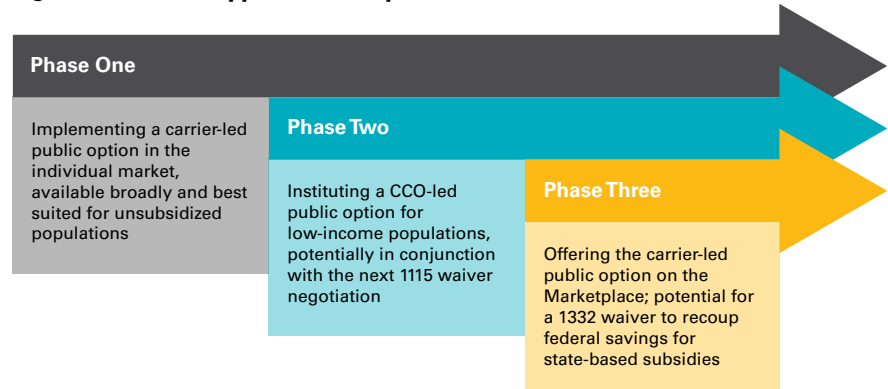 Phase One
Implementing a carrier-led
public option in the
individual market,
available broadly and best
suited for unsubsidized
populations
Phase Two
Instituting a CCO-led
public option for
low-income populations,
potentially in conjunction
with the next 1115 waiver
negotiation
Phase Three
Offering the carrier-led
public option on the
Marketplace; potential for
a 1332 waiver to recoup
federal savings for
state-based subsidies